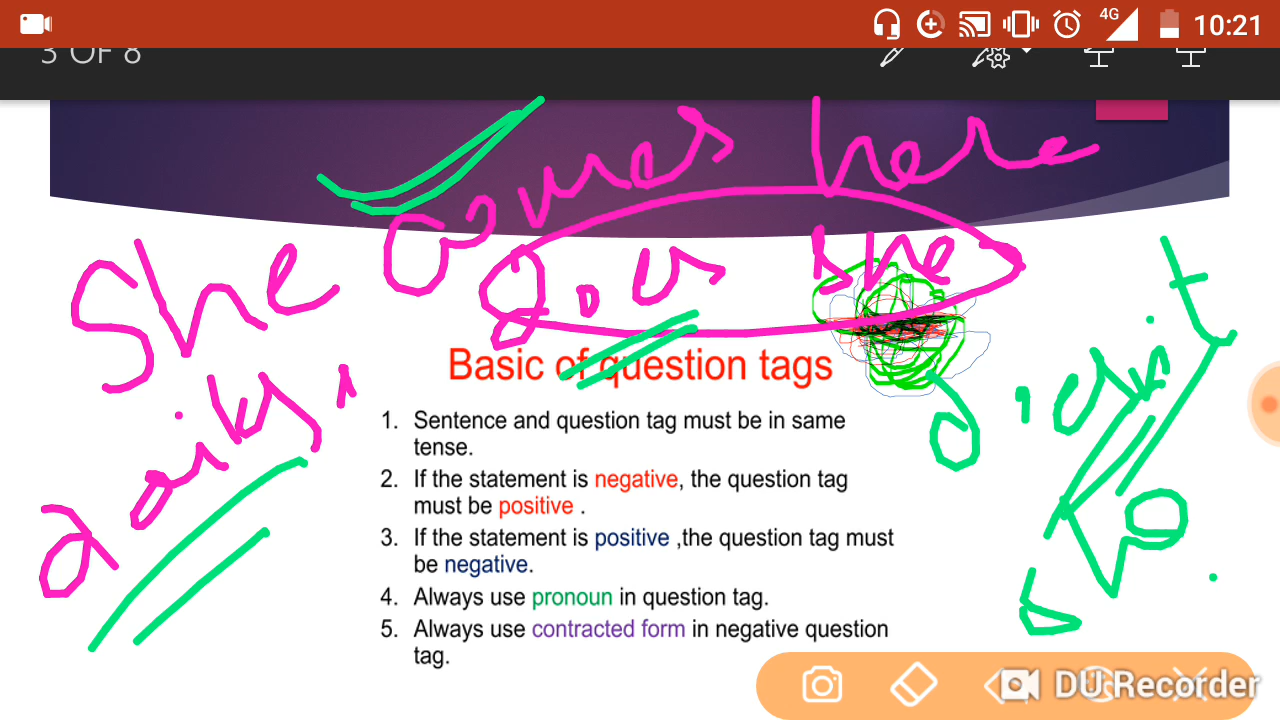 4G 10:21
3 OF 8
She comes here
daily,
Does she
Basic of question tags
1. Sentence and question tag must be in same
tense.
2. If the statement is negative, the question tag
must be positive .
3. If the statement is positive ,the question tag must
be negative.
4. Always use pronoun in question tag.
5. Always use contracted form in negative question
tag.
DU Recorder